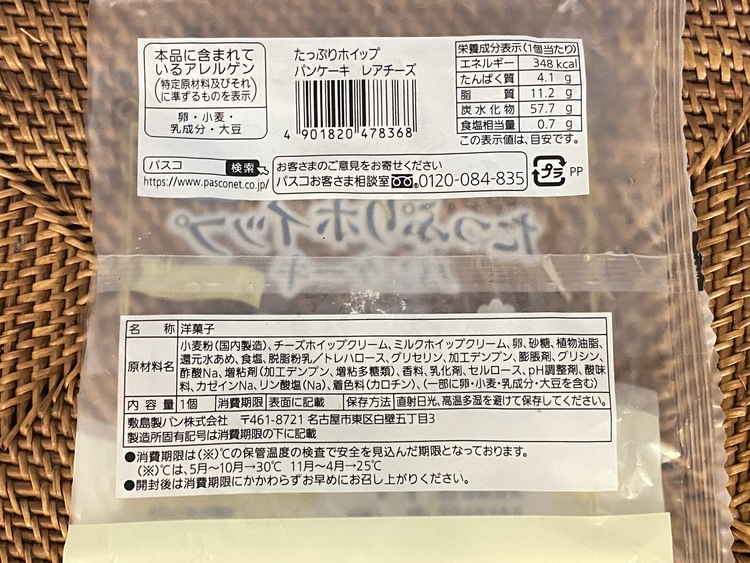 本品に含まれて
いるアレルゲン
(特定原材料及びそれ
に準ずるものを表示)
卵・小麦・
乳成分・大豆
たっぷりホイップ
パンケーキ レアチーズ
4 901820 478368
栄養成分表示(1個当たり)
エネルギー 348 kcal
たんぱく質 4.1 g
脂質 11.2 g
炭水化物 57.7 g
食塩相当量 0.7 g
この表示値は、目安です。
パスコ 検索
https://www.pasconet.co.jp/
お客さまのご意見をお寄せください
パスコお客さま相談室 0120-084-835
プラ PP
たっぷりホイップ
パンケーキ
名称 洋菓子
原材料名 小麦粉(国内製造)、チーズホイップクリーム、ミルクホイップクリーム、卵、砂糖、植物油脂、
還元水あめ、食塩、脱脂粉乳/トレハロース、グリセリン、加工デンプン、膨脹剤、グリシン、
酢酸Na、増粘剤(加工デンプン、増粘多糖類)、香料、乳化剤、セルロース、pH調整剤、酸味
料、カゼインNa、リン酸塩(Na)、着色料(カロチン)、(一部に卵・小麦・乳成分・大豆を含む)
内容量 1個 消費期限 表面に記載 保存方法 直射日光、高温多湿を避けて保存してください。
敷島製パン株式会社 〒461-8721 名古屋市東区白壁五丁目3
製造所固有記号は消費期限の下に記載
●消費期限は(※)℃の保管温度の検査で安全を見込んだ期限となっております。
(※)℃は、5月～10月→30℃ 11月～4月→25℃
●開封後は消費期限にかかわらずお早めにお召し上がりください。